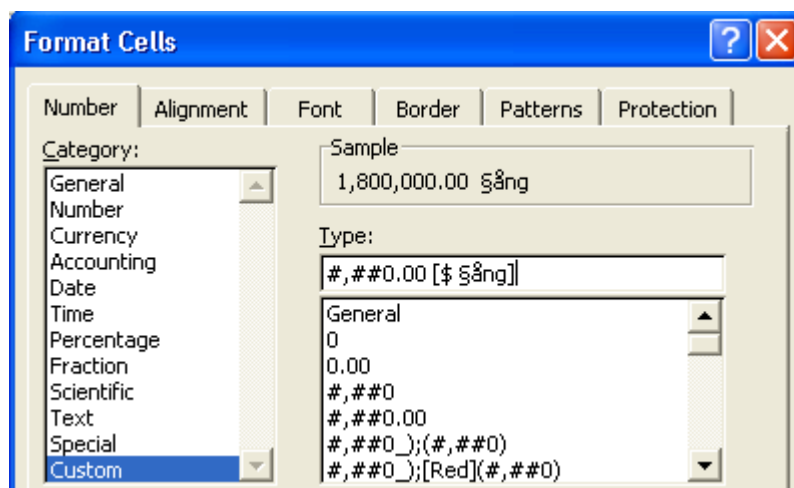 Format Cells
Number Alignment Font Border Patterns Protection
Category:
General
Number
Currency
Accounting
Date
Time
Percentage
Fraction
Scientific
Text
Special
Custom
Sample
1,800,000.00 §ång
Type:
#,##0.00 [$ §ång]
General
0
0.00
#,##0
#,##0.00
#,##0_);(#,##0)
#,##0_);[Red](#,##0)